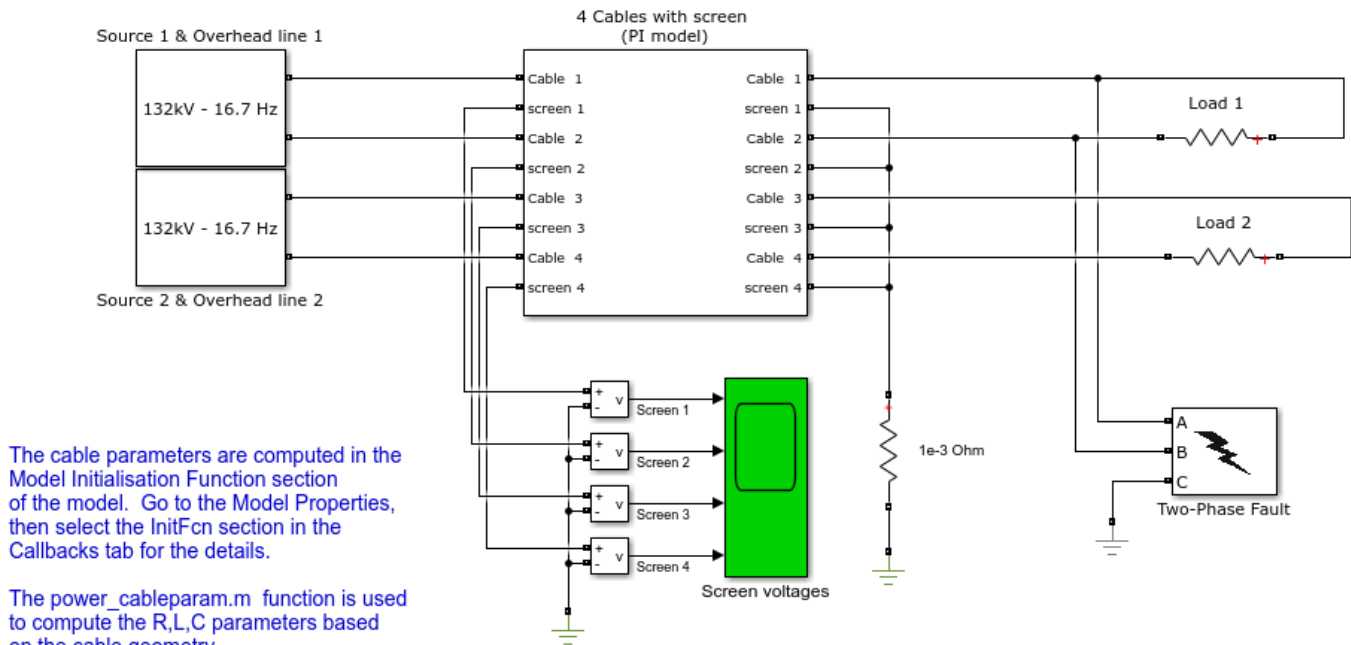 4 Cables with screen
(PI model)
Source 1 & Overhead line 1
132kV - 16.7 Hz
132kV - 16.7 Hz
Source 2 & Overhead line 2
Cable 1
screen 1
Cable 2
screen 2
Cable 3
screen 3
Cable 4
screen 4
Cable 1
screen 1
Cable 2
screen 2
Cable 3
screen 3
Cable 4
screen 4
Load 1
+
Load 2
+
+
-
v
Screen 1
+
-
v
Screen 2
+
-
v
Screen 3
+
-
v
Screen 4
Screen voltages
+
1e-3 Ohm
A
B
C
Two-Phase Fault
The cable parameters are computed in the
Model Initialisation Function section
of the model. Go to the Model Properties,
then select the InitFcn section in the
Callbacks tab for the details.
The power_cableparam.m function is used
to compute the R,L,C parameters based
on the cable geometry